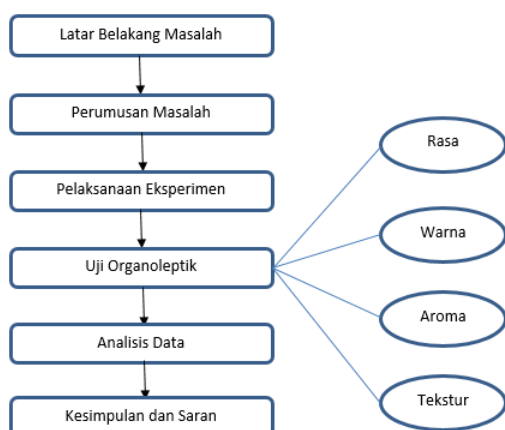 Latar Belakang Masalah
Perumusan Masalah
Pelaksanaan Eksperimen
Uji Organoleptik
Analisis Data
Kesimpulan dan Saran
Rasa
Warna
Aroma
Tekstur